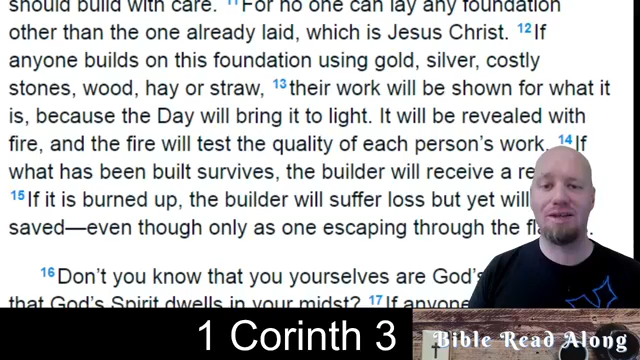 should build with care. 11 For no one can lay any foundation
other than the one already laid, which is Jesus Christ. 12 If
anyone builds on this foundation using gold, silver, costly
stones, wood, hay or straw, 13 their work will be shown for what it
is, because the Day will bring it to light. It will be revealed with
fire, and the fire will test the quality of each person's work. 14 If
what has been built survives, the builder will receive a re
15 If it is burned up, the builder will suffer loss but yet will
saved—even though only as one escaping through the
16 Don't you know that you yourselves are God's
that God's Spirit dwells in your midst? 17 If anyone
1 Corinth 3
Bible Read Along